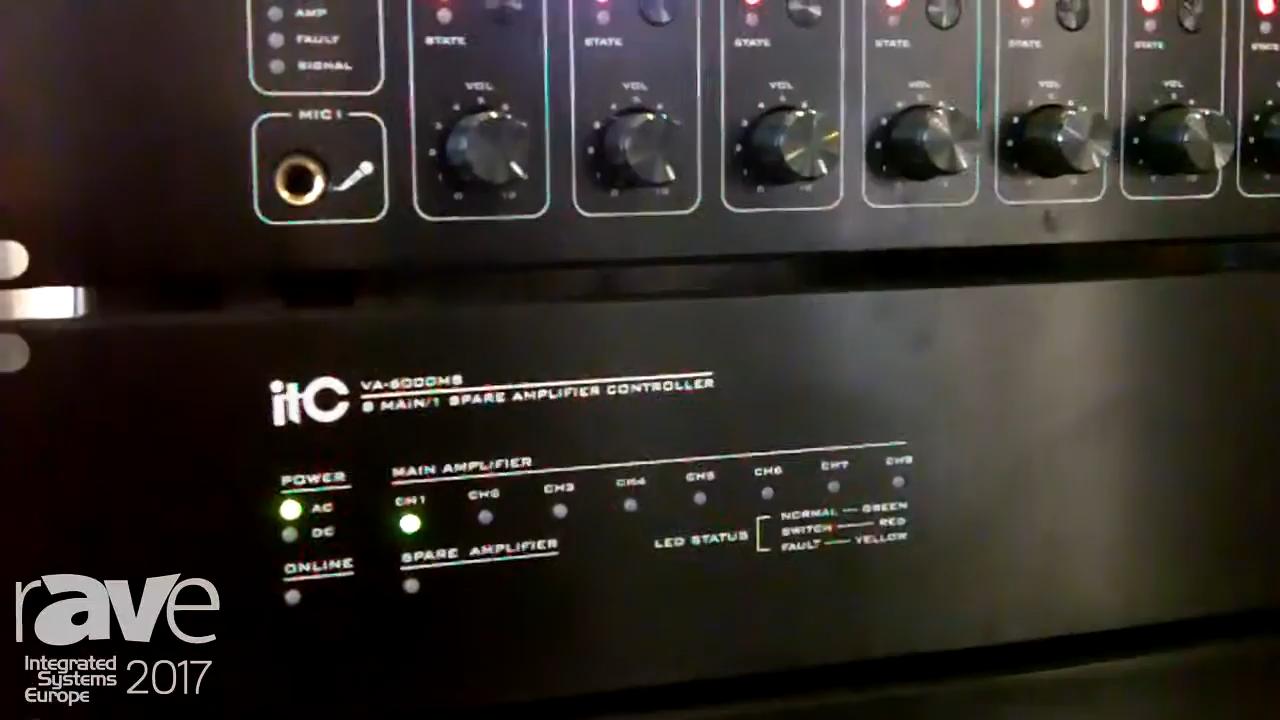 AMP
FAULT
SIGNAL
MIC 1
STATE STATE STATE STATE STATE STATE
VOL VOL VOL VOL VOL VOL
itC
VA-6000MS
8 MAIN/1 SPARE AMPLIFIER CONTROLLER
POWER
AC
DC
ONLINE
MAIN AMPLIFIER
CH1 CH2 CH3 CH4 CH5 CH6 CH7 CH8
SPARE AMPLIFIER
LED STATUS
NORMAL — GREEN
SWITCH — RED
FAULT — YELLOW
rave
Integrated
Systems
Europe
2017